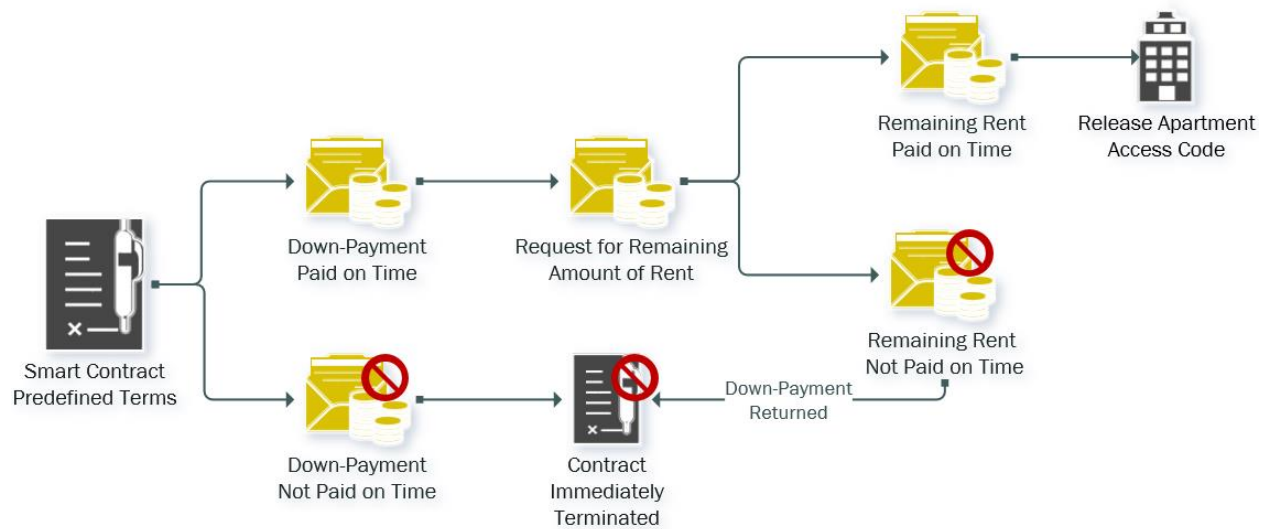 Remaining Rent
Paid on Time
Release Apartment
Access Code
Down-Payment
Paid on Time
Request for Remaining
Amount of Rent
Smart Contract
Predefined Terms
Remaining Rent
Not Paid on Time
Down-Payment
Returned
Down-Payment
Not Paid on Time
Contract
Immediately
Terminated